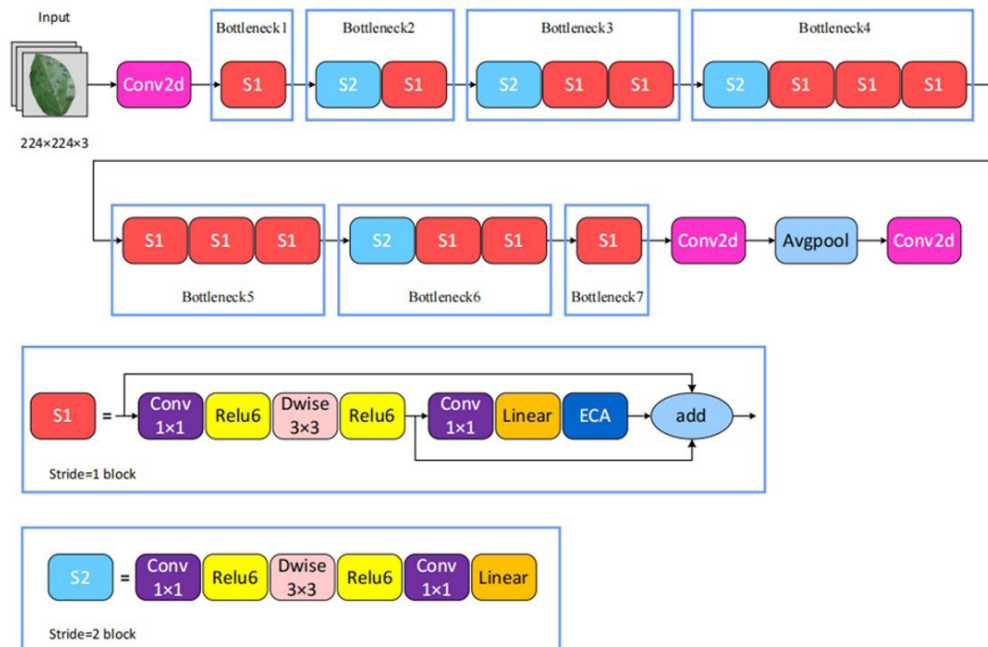 Input
224×224×3
Conv2d
Bottleneck1
S1
Bottleneck2
S2 S1
Bottleneck3
S2 S1 S1
Bottleneck4
S2 S1 S1 S1
S1 S1 S1
Bottleneck5
S2 S1 S1
Bottleneck6
S1
Bottleneck7
Conv2d
Avgpool
Conv2d
S1
=
Conv
1×1
Relu6
Dwise
3×3
Relu6
Conv
1×1
Linear
ECA
add
Stride=1 block
S2
=
Conv
1×1
Relu6
Dwise
3×3
Relu6
Conv
1×1
Linear
Stride=2 block